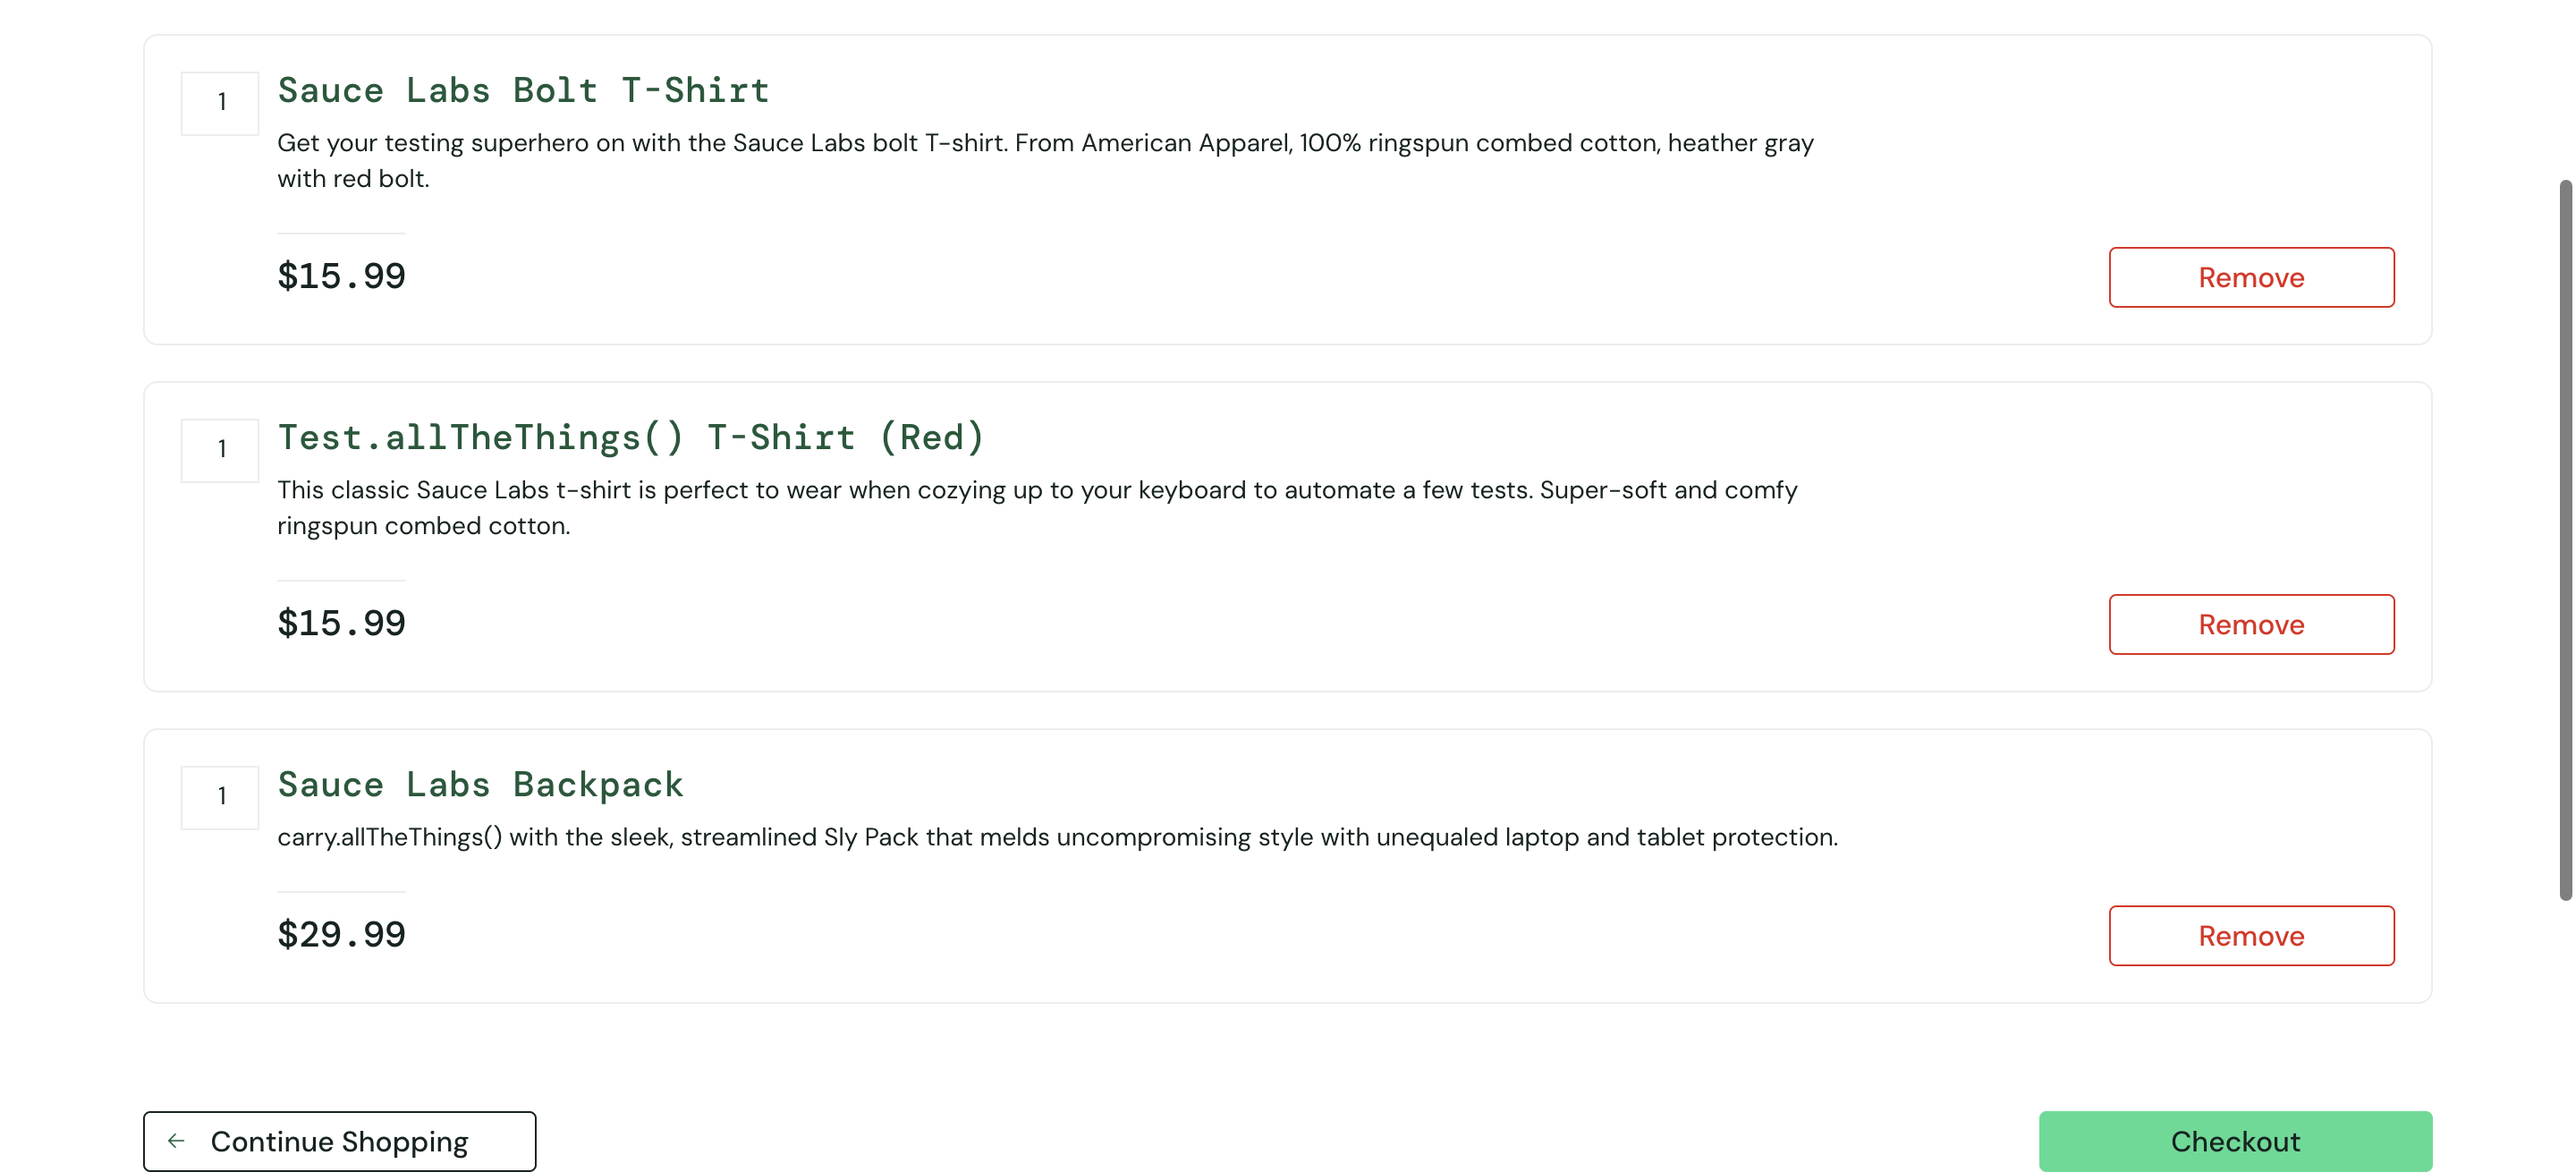 1
Sauce Labs Bolt T-Shirt
Get your testing superhero on with the Sauce Labs bolt T-shirt. From American Apparel, 100% ringspun combed cotton, heather gray
with red bolt.
$15.99
Remove
1
Test.allTheThings() T-Shirt (Red)
This classic Sauce Labs t-shirt is perfect to wear when cozying up to your keyboard to automate a few tests. Super-soft and comfy
ringspun combed cotton.
$15.99
Remove
1
Sauce Labs Backpack
carry.allTheThings() with the sleek, streamlined Sly Pack that melds uncompromising style with unequaled laptop and tablet protection.
$29.99
Remove
← Continue Shopping
Checkout